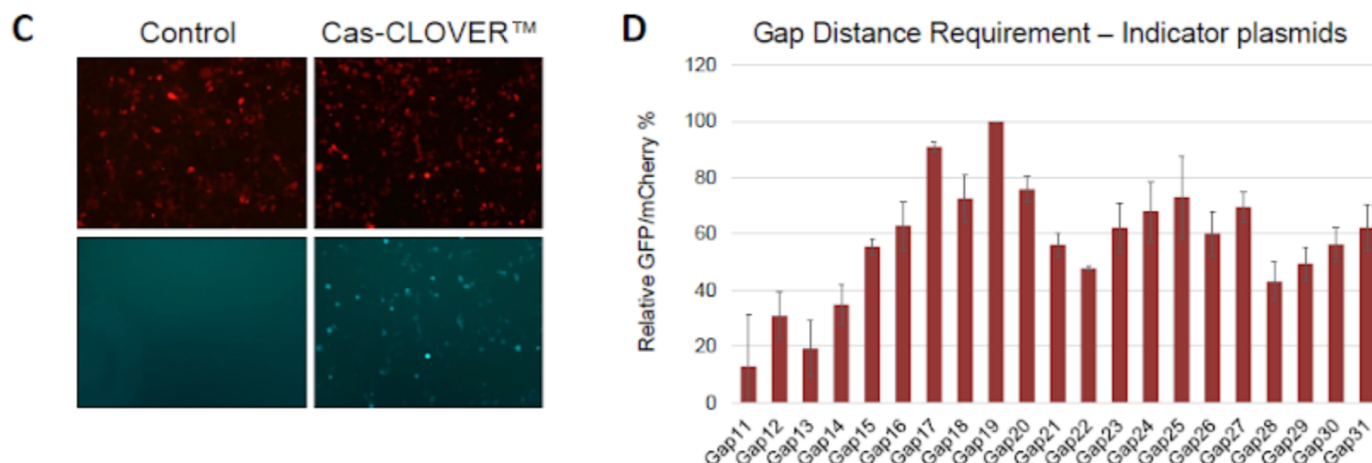 C
Control
Cas-CLOVER™
D
Gap Distance Requirement – Indicator plasmids
Relative GFP/mCherry %
120
100
80
60
40
20
0
Gap11
Gap12
Gap13
Gap14
Gap15
Gap16
Gap17
Gap18
Gap19
Gap20
Gap21
Gap22
Gap23
Gap24
Gap25
Gap26
Gap27
Gap28
Gap29
Gap30
Gap31